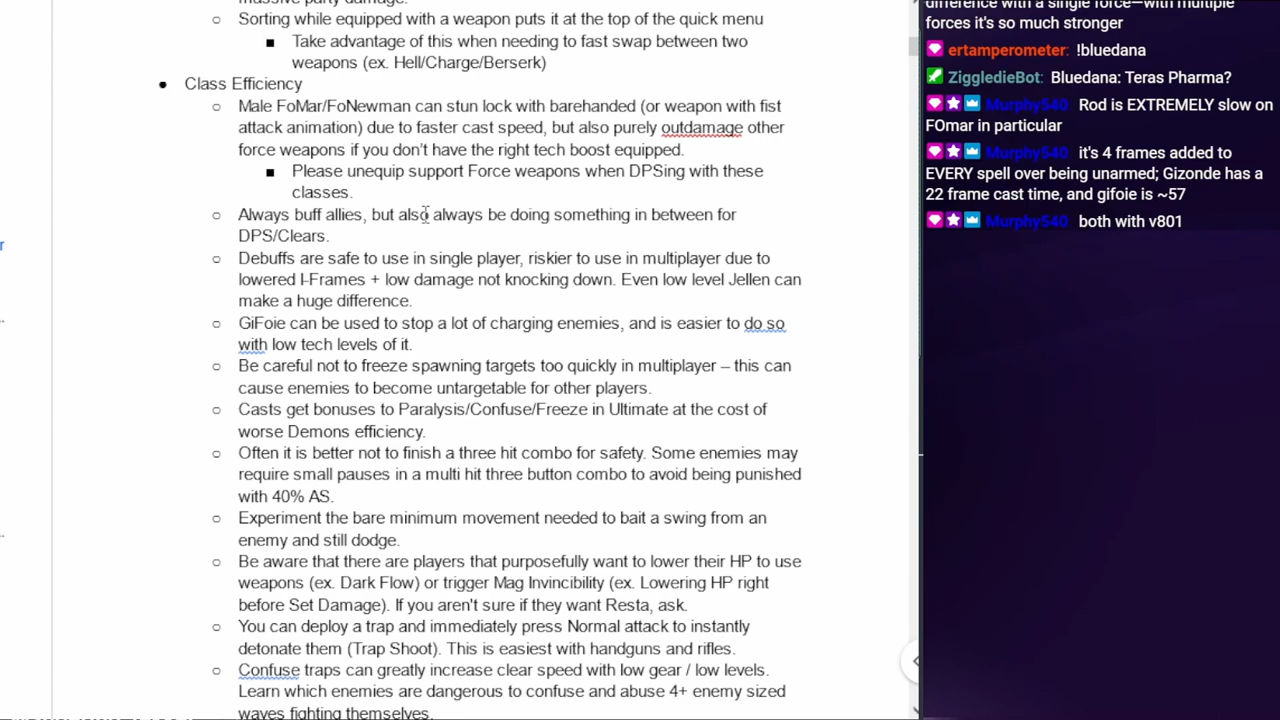 Sorting while equipped with a weapon puts it at the top of the quick menu
Take advantage of this when needing to fast swap between two
weapons (ex. Hell/Charge/Berserk)
Class Efficiency
Male FoMar/FoNewman can stun lock with barehanded (or weapon with fist
attack animation) due to faster cast speed, but also purely outdamage other
force weapons if you don't have the right tech boost equipped.
Please unequip support Force weapons when DPSing with these
classes.
Always buff allies, but also always be doing something in between for
DPS/Clears.
Debuffs are safe to use in single player, riskier to use in multiplayer due to
lowered I-Frames + low damage not knocking down. Even low level Jellen can
make a huge difference.
GiFoie can be used to stop a lot of charging enemies, and is easier to do so
with low tech levels of it.
Be careful not to freeze spawning targets too quickly in multiplayer – this can
cause enemies to become untargetable for other players.
Casts get bonuses to Paralysis/Confuse/Freeze in Ultimate at the cost of
worse Demons efficiency.
Often it is better not to finish a three hit combo for safety. Some enemies may
require small pauses in a multi hit three button combo to avoid being punished
with 40% AS.
Experiment the bare minimum movement needed to bait a swing from an
enemy and still dodge.
Be aware that there are players that purposefully want to lower their HP to use
weapons (ex. Dark Flow) or trigger Mag Invincibility (ex. Lowering HP right
before Set Damage). If you aren't sure if they want Resta, ask.
You can deploy a trap and immediately press Normal attack to instantly
detonate them (Trap Shoot). This is easiest with handguns and rifles.
Confuse traps can greatly increase clear speed with low gear / low levels.
Learn which enemies are dangerous to confuse and abuse 4+ enemy sized
waves fighting themselves.
difference with a single force—with multiple
forces it's so much stronger
ertamperometer: !bluedana
ZiggledieBot: Bluedana: Teras Pharma?
Murphy540: Rod is EXTREMELY slow on
FOmar in particular
Murphy540: it's 4 frames added to
EVERY spell over being unarmed; Gizonde has a
22 frame cast time, and gifoie is ~57
Murphy540: both with v801